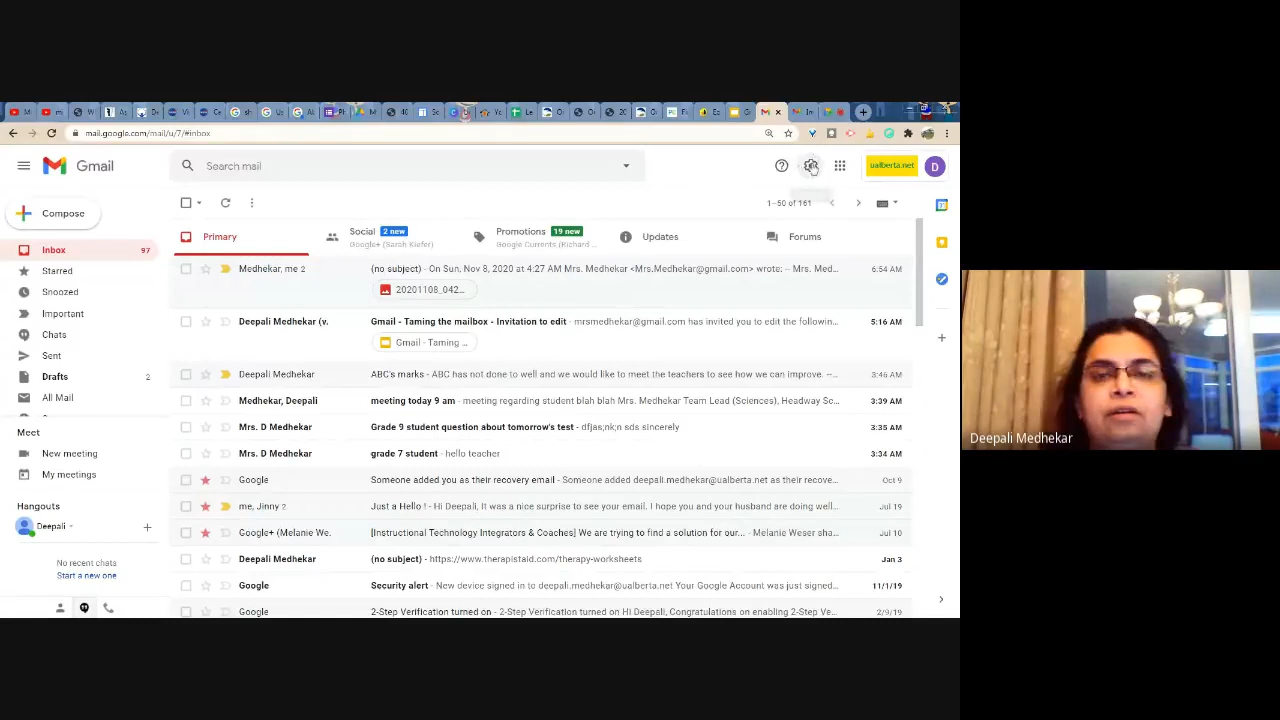 mail.google.com/mail/u/7/#inbox
Gmail
Search mail
ualberta.net
D
Compose
1–50 of 161
Inbox 97
Starred
Snoozed
Important
Chats
Sent
Drafts 2
All Mail
Meet
New meeting
My meetings
Hangouts
Deepali
No recent chats
Start a new one
Primary
Social 2 new
Google+ (Sarah Kiefer)
Promotions 19 new
Google Currents (Richard ...
Updates
Forums
Medhekar, me 2 (no subject) - On Sun, Nov 8, 2020 at 4:27 AM Mrs. Medhekar <Mrs.Medhekar@gmail.com> wrote: -- Mrs. Med... 6:54 AM
20201108_042...
Deepali Medhekar (v. Gmail - Taming the mailbox - Invitation to edit - mrsmedhekar@gmail.com has invited you to edit the followin... 5:16 AM
Gmail - Taming ...
Deepali Medhekar ABC's marks - ABC has not done to well and we would like to meet the teachers to see how we can improve. --... 3:46 AM
Medhekar, Deepali meeting today 9 am - meeting regarding student blah blah Mrs. Medhekar Team Lead (Sciences), Headway Sc... 3:39 AM
Mrs. D Medhekar Grade 9 student question about tomorrow's test - dfjas;nk;n sds sincerely 3:35 AM
Mrs. D Medhekar grade 7 student - hello teacher 3:34 AM
Google Someone added you as their recovery email - Someone added deepali.medhekar@ualberta.net as their recove... Oct 9
me, Jinny 2 Just a Hello ! - Hi Deepali, It was a nice surprise to see your email. I hope you and your husband are doing well... Jul 19
Google+ (Melanie We. [Instructional Technology Integrators & Coaches] We are trying to find a solution for our... - Melanie Weser sha... Jul 10
Deepali Medhekar (no subject) - https://www.therapistaid.com/therapy-worksheets Jan 3
Google Security alert - New device signed in to deepali.medhekar@ualberta.net Your Google Account was just signed... 11/1/19
Google 2-Step Verification turned on - 2-Step Verification turned on Hi Deepali, Congratulations on enabling 2-Step Ve... 2/9/19
Deepali Medhekar